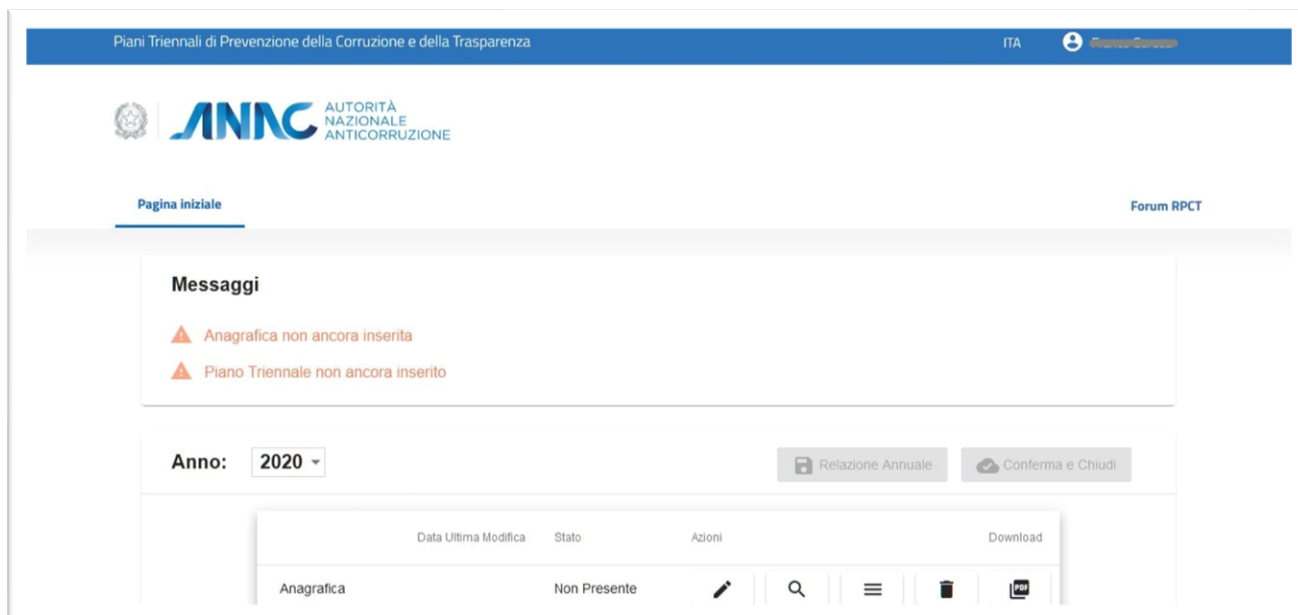 Piani Triennali di Prevenzione della Corruzione e della Trasparenza ITA
ANAC AUTORITÀ
NAZIONALE
ANTICORRUZIONE
Pagina iniziale Forum RPCT
Messaggi
Anagrafica non ancora inserita
Piano Triennale non ancora inserito
Anno: 2020 Relazione Annuale Conferma e Chiudi
Data Ultima Modifica Stato Azioni Download
Anagrafica Non Presente PDF